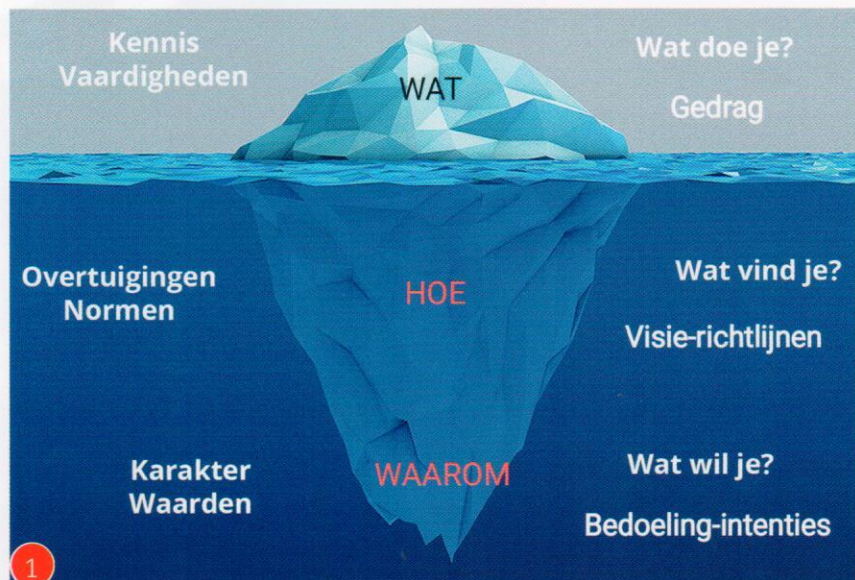 Kennis
Vaardigheden
WAT
Wat doe je?
Gedrag
Overtuigingen
Normen
HOE
Wat vind je?
Visie-richtlijnen
Karakter
Waarden
WAAROM
Wat wil je?
Bedoeling-intenties
1